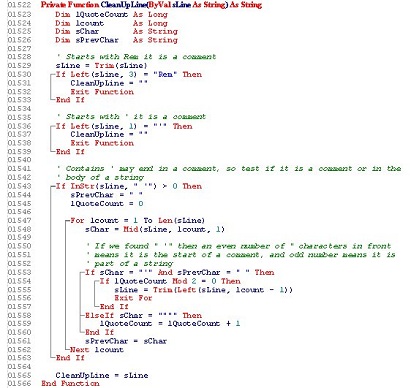 01522 Private Function CleanUpLine(ByVal sLine As String) As String
01523 Dim lQuoteCount As Long
01524 Dim lcount As Long
01525 Dim sChar As String
01526 Dim sPrevChar As String
01527
01528 ' Starts with Rem it is a comment
01529 sLine = Trim(sLine)
01530 If Left(sLine, 3) = "Rem" Then
01531 CleanUpLine = ""
01532 Exit Function
01533 End If
01534
01535 ' Starts with ' it is a comment
01536 If Left(sLine, 1) = "'" Then
01537 CleanUpLine = ""
01538 Exit Function
01539 End If
01540
01541 ' Contains ' may end in a comment, so test if it is a comment or in the
01542 ' body of a string
01543 If InStr(sLine, " '") > 0 Then
01544 sPrevChar = " "
01545 lQuoteCount = 0
01546
01547 For lcount = 1 To Len(sLine)
01548 sChar = Mid(sLine, lcount, 1)
01549
01550 ' If we found " '" then an even number of " characters in front
01551 ' means it is the start of a comment, and odd number means it is
01552 ' part of a string
01553 If sChar = "'" And sPrevChar = " " Then
01554 If lQuoteCount Mod 2 = 0 Then
01555 sLine = Trim(Left(sLine, lcount - 1))
01556 Exit For
01557 End If
01558 ElseIf sChar = """" Then
01559 lQuoteCount = lQuoteCount + 1
01560 End If
01561 sPrevChar = sChar
01562 Next lcount
01563 End If
01564
01565 CleanUpLine = sLine
01566 End Function